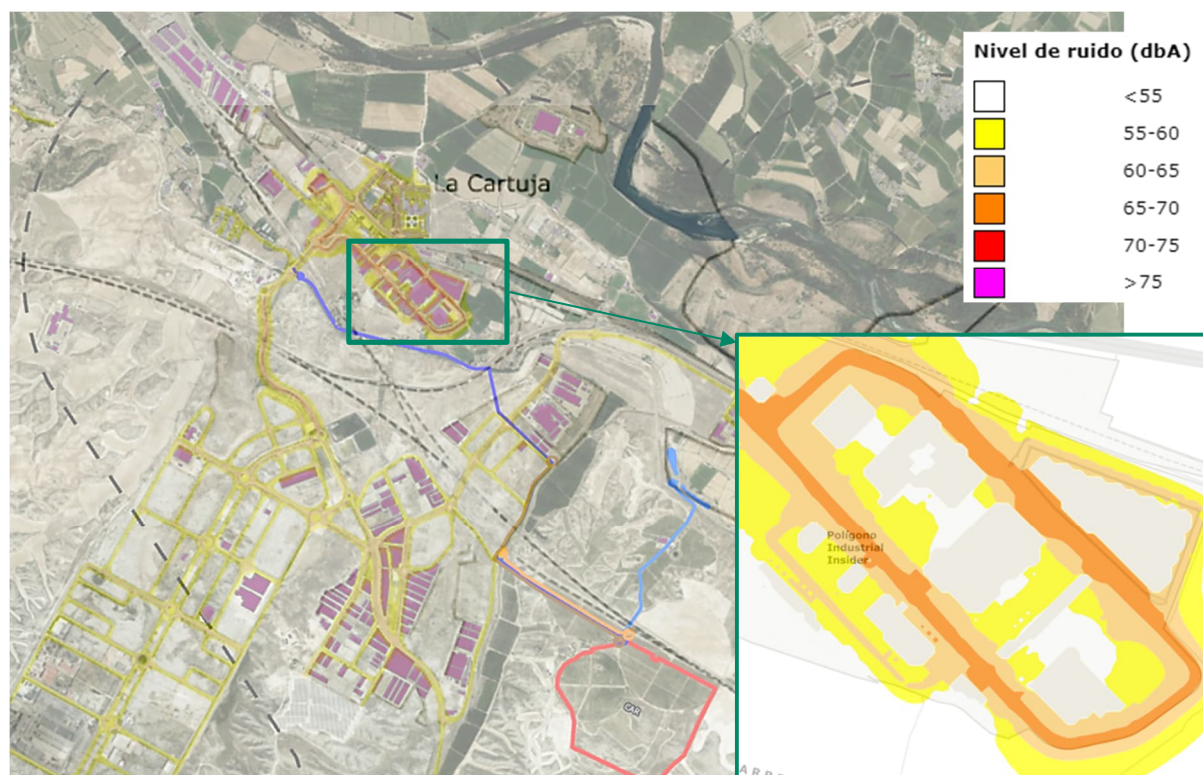 Nivel de ruido (dbA)
<55
55-60
60-65
65-70
70-75
>75
La Cartuja
Polígono
Industrial
Insider
CAR